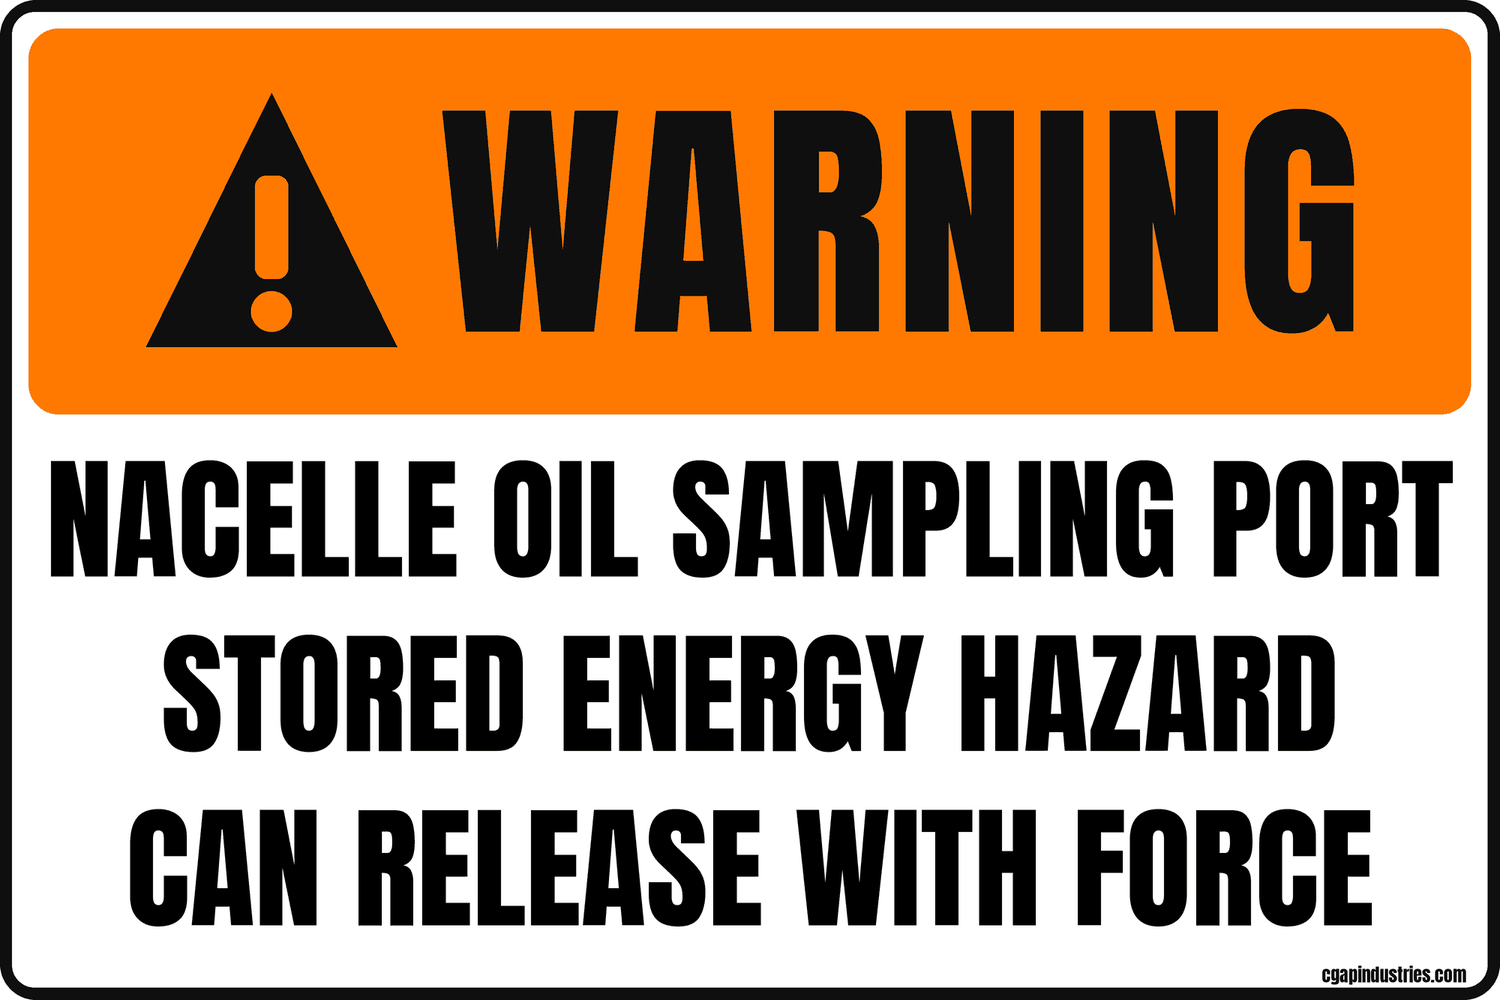 WARNING
NACELLE OIL SAMPLING PORT
STORED ENERGY HAZARD
CAN RELEASE WITH FORCE
cgapindustries.com